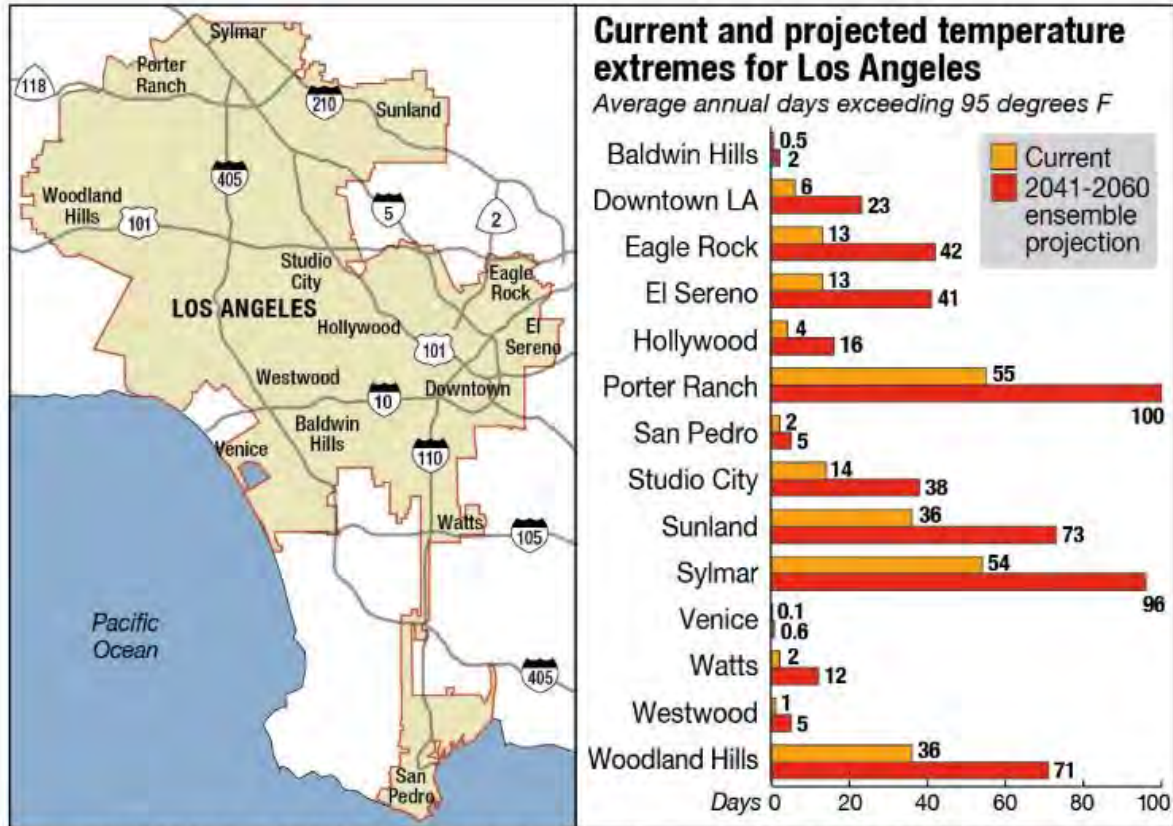 Sylmar
Porter
Ranch
118
210
Sunland
405
Woodland
Hills
101
5
2
Studio
City
Eagle
Rock
LOS ANGELES
Hollywood
El
Sereno
101
Westwood
Downtown
10
Baldwin
Hills
Venice
110
Watts
105
Pacific
Ocean
405
San
Pedro
Current and projected temperature
extremes for Los Angeles
Average annual days exceeding 95 degrees F
Current
2041-2060
ensemble
projection
Baldwin Hills 0.5
2
Downtown LA 6
23
Eagle Rock 13
42
El Sereno 13
41
Hollywood 4
16
Porter Ranch 55
100
San Pedro 2
5
Studio City 14
38
Sunland 36
73
Sylmar 54
96
Venice 0.1
0.6
Watts 2
12
Westwood 1
5
Woodland Hills 36
71
Days 0 20 40 60 80 100